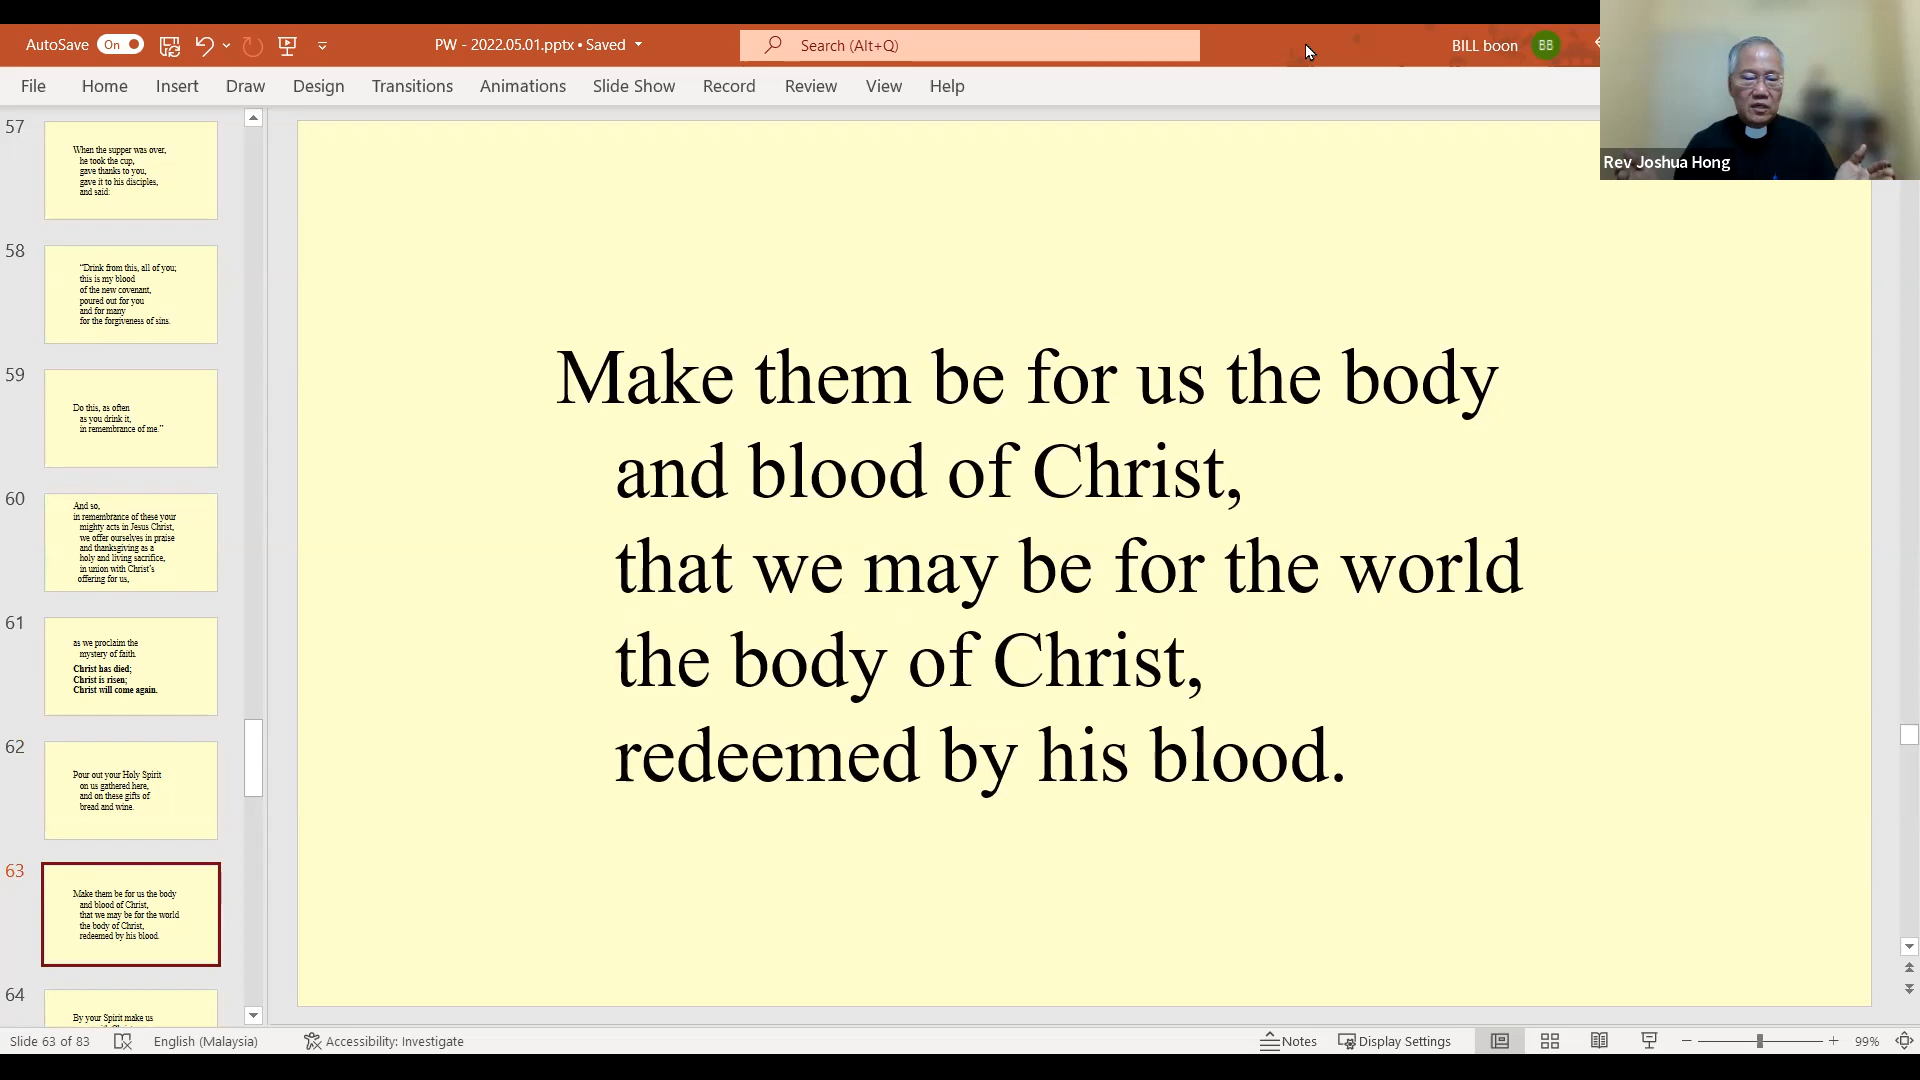 AutoSave On
PW - 2022.05.01.pptx • Saved
Search (Alt+Q)
BILL boon BB
File Home Insert Draw Design Transitions Animations Slide Show Record Review View Help
Rev Joshua Hong
57
When the supper was over,
he took the cup,
gave thanks to you,
gave it to his disciples,
and said:
58
“Drink from this, all of you;
this is my blood
of the new covenant,
poured out for you
and for many
for the forgiveness of sins.
59
Do this, as often
as you drink it,
in remembrance of me.”
60
And so,
in remembrance of these your
mighty acts in Jesus Christ,
we offer ourselves in praise
and thanksgiving as a
holy and living sacrifice,
in union with Christ’s
offering for us,
61
as we proclaim the
mystery of faith.
Christ has died;
Christ is risen;
Christ will come again.
62
Pour out your Holy Spirit
on us gathered here,
and on these gifts of
bread and wine.
63
Make them be for us the body
and blood of Christ,
that we may be for the world
the body of Christ,
redeemed by his blood.
64
By your Spirit make us
Make them be for us the body
and blood of Christ,
that we may be for the world
the body of Christ,
redeemed by his blood.
Slide 63 of 83 English (Malaysia) Accessibility: Investigate Notes Display Settings 99%